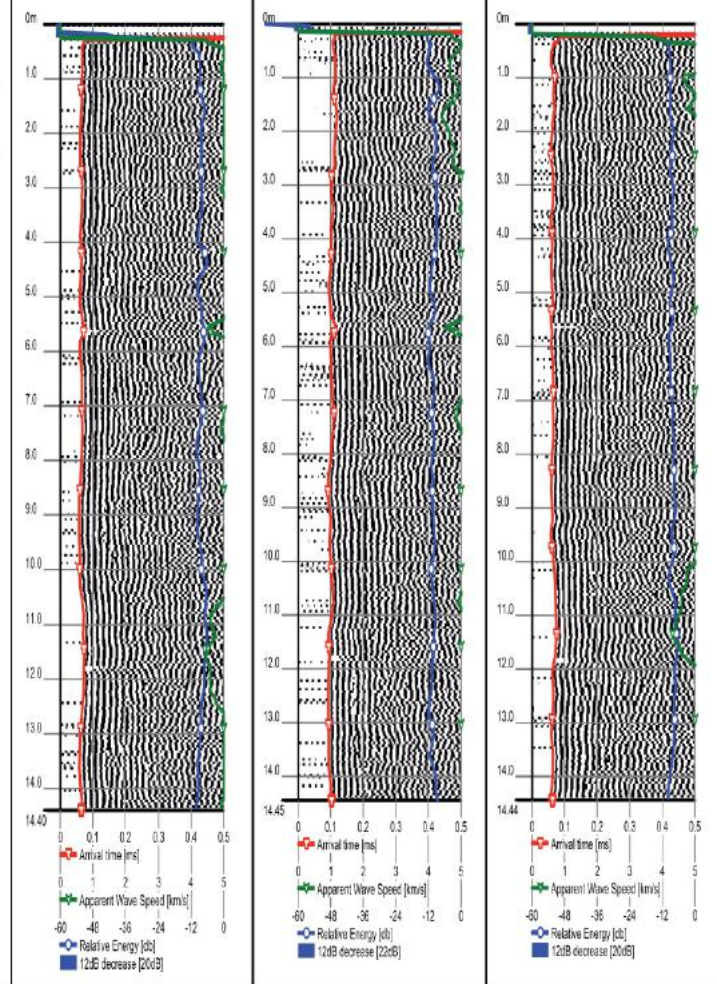 0m
1.0
2.0
3.0
4.0
5.0
6.0
7.0
8.0
9.0
10.0
11.0
12.0
13.0
14.0
14.40
0 0.1 0.2 0.3 0.4 0.5
Arrival time [ms]
0 1 2 3 4 5
Apparent Wave Speed [km/s]
-60 -48 -36 -24 -12 0
Relative Energy [db]
12dB decrease [20dB]
0m
1.0
2.0
3.0
4.0
5.0
6.0
7.0
8.0
9.0
10.0
11.0
12.0
13.0
14.0
14.45
0 0.1 0.2 0.3 0.4 0.5
Arrival time [ms]
0 1 2 3 4 5
Apparent Wave Speed [km/s]
-60 -48 -36 -24 -12 0
Relative Energy [db]
12dB decrease [22dB]
0m
1.0
2.0
3.0
4.0
5.0
6.0
7.0
8.0
9.0
10.0
11.0
12.0
13.0
14.0
14.44
0 0.1 0.2 0.3 0.4 0.5
Arrival time [ms]
0 1 2 3 4 5
Apparent Wave Speed [km/s]
-60 -48 -36 -24 -12 0
Relative Energy [db]
12dB decrease [20dB]